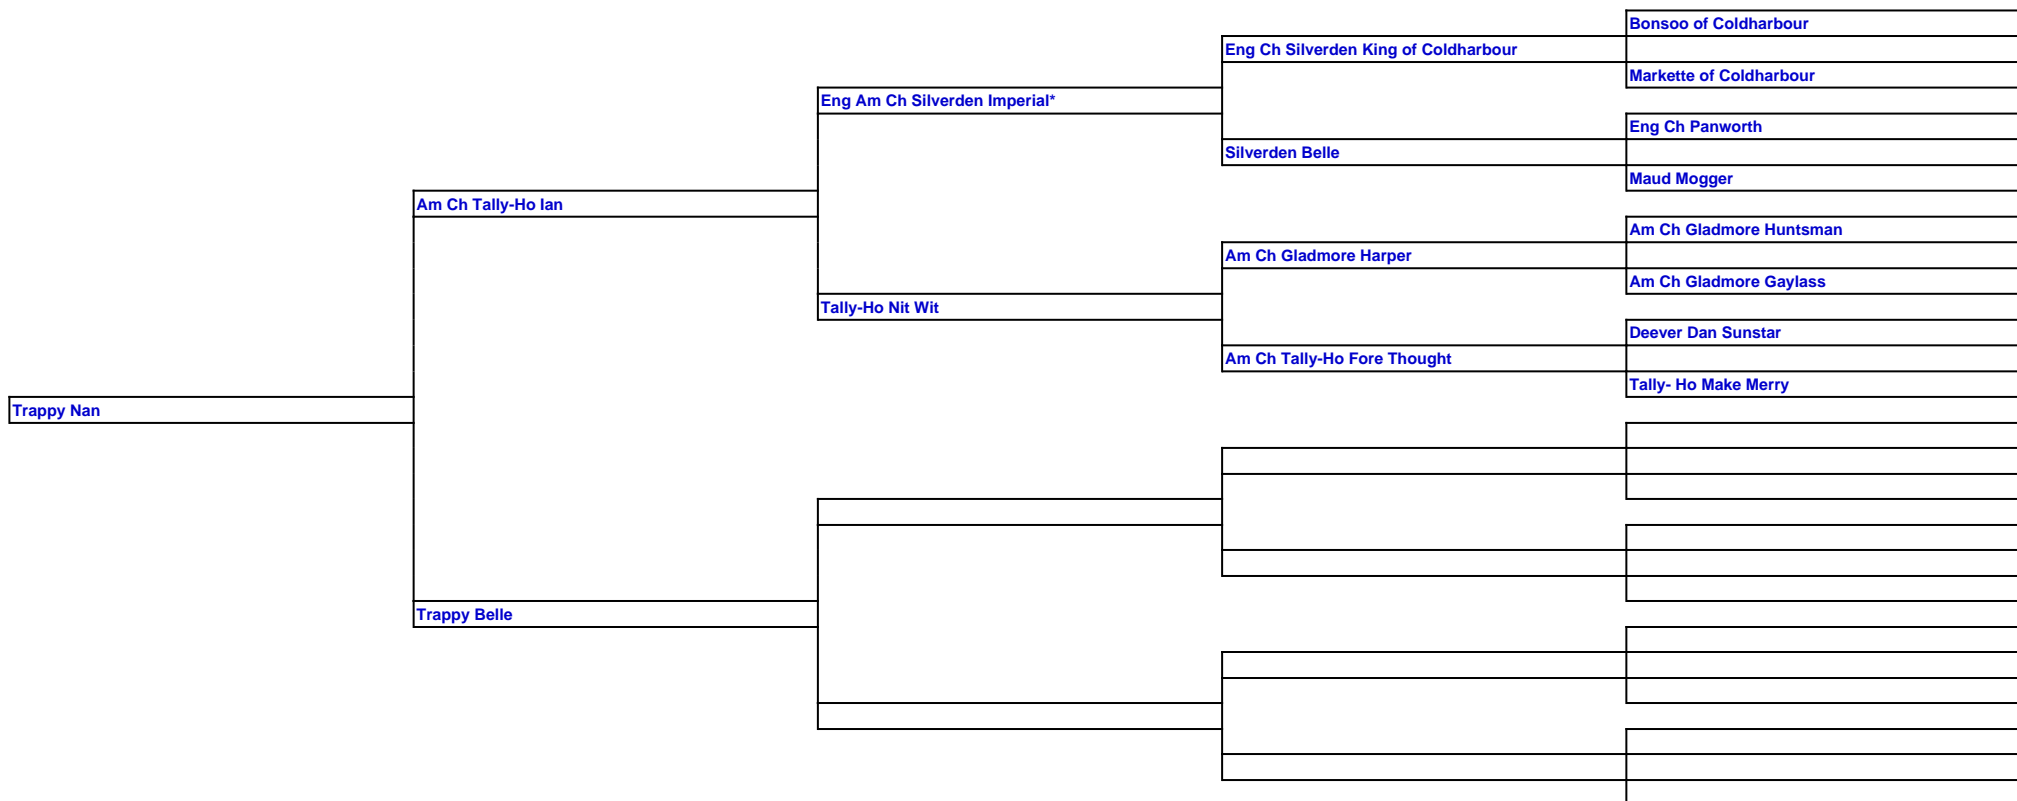 Bonsoo of Coldharbour
Eng Ch Silverden King of Coldharbour
Markette of Coldharbour
Eng Am Ch Silverden Imperial*
Eng Ch Panworth
Silverden Belle
Maud Mogger
Am Ch Tally-Ho Ian
Am Ch Gladmore Huntsman
Am Ch Gladmore Harper
Am Ch Gladmore Gaylass
Tally-Ho Nit Wit
Deever Dan Sunstar
Am Ch Tally-Ho Fore Thought
Tally- Ho Make Merry
Trappy Nan
Trappy Belle